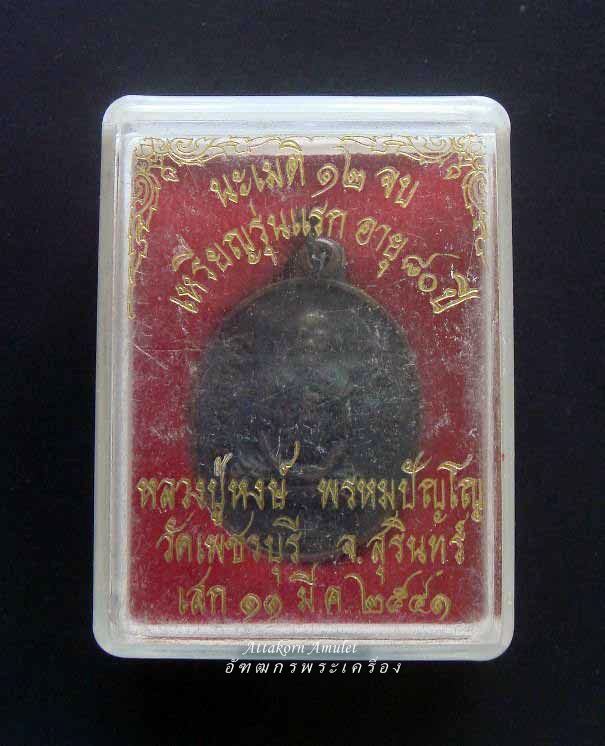 นะเมตติ ๑๒ จบ
เหรียญรุ่นแรก อายุ ๘๐ ปี
หลวงปู่หงษ์ พรหมปัญโญ
วัดเพชรบุรี จ.สุรินทร์
เสก ๑๑ มี ค ๒๕๔๑
Attakorn Amulet
อัทฒกรพระเครื่อง